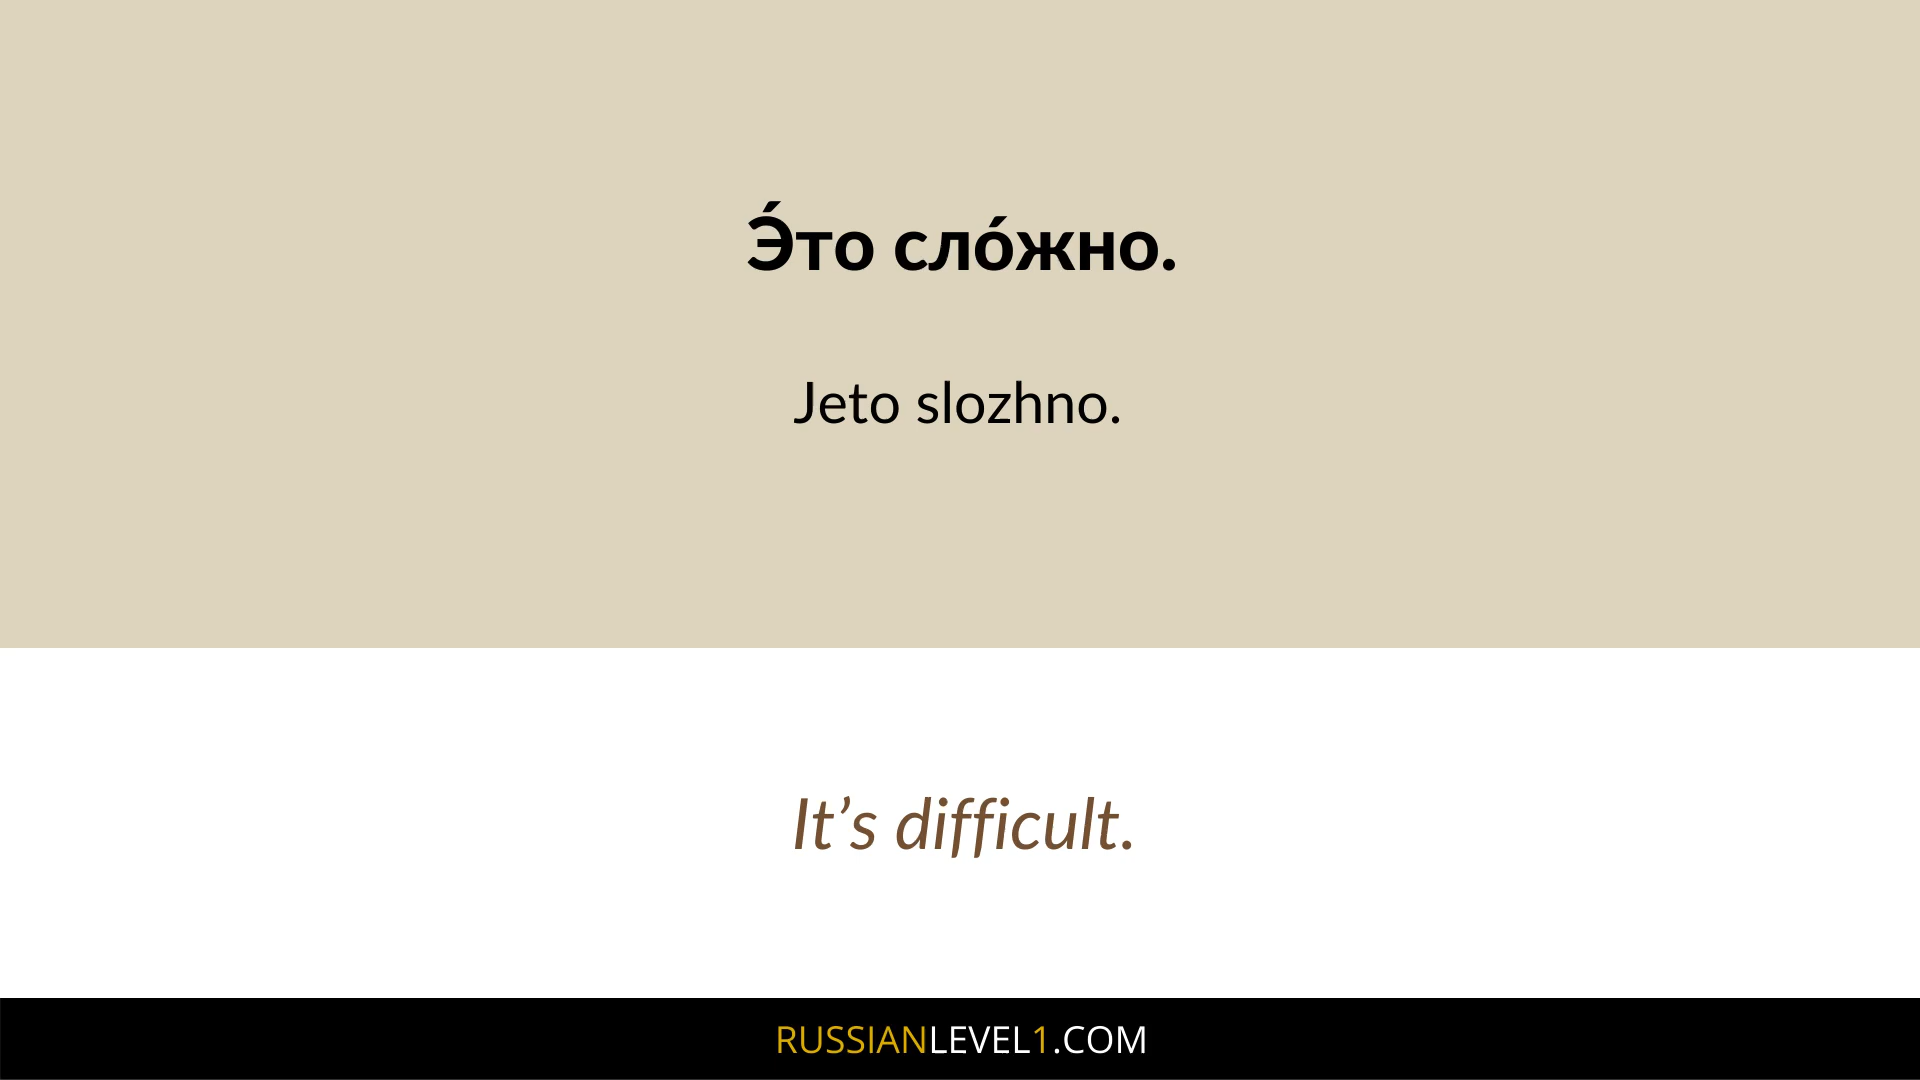 Э́то сло́жно.
Jeto slozhno.
It’s difficult.
RUSSIANLEVEL1.COM